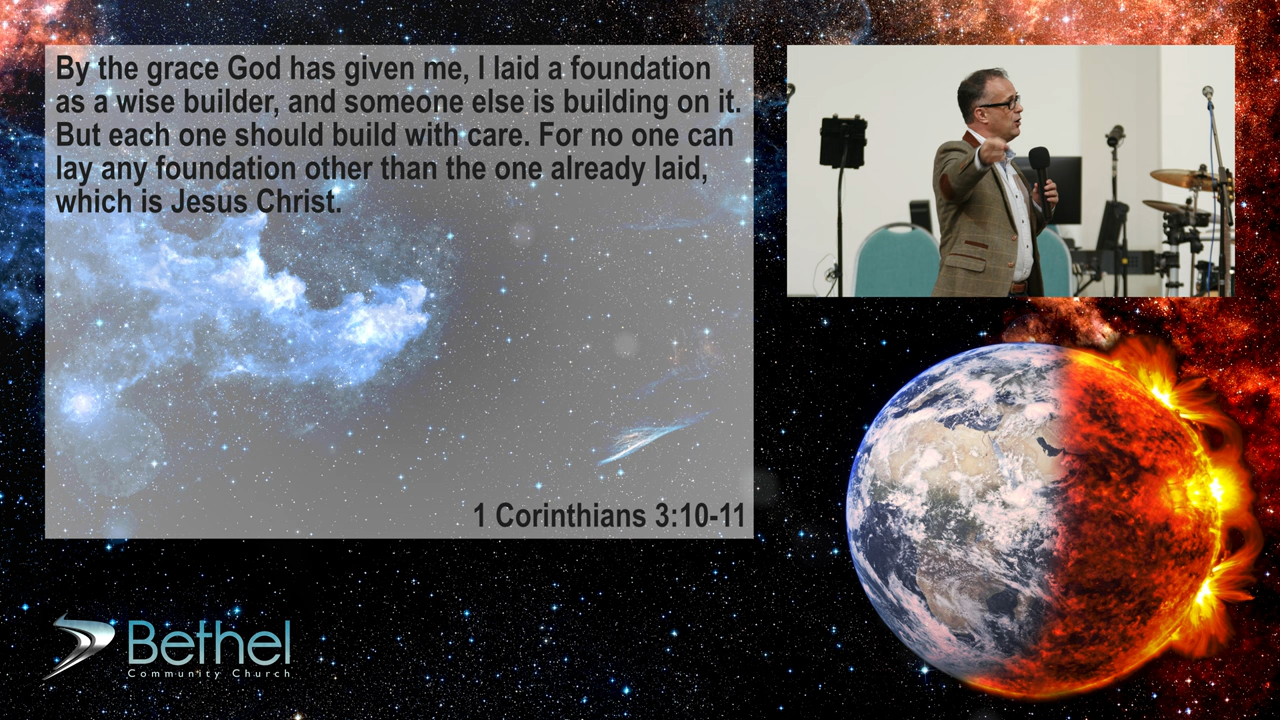 By the grace God has given me, I laid a foundation
as a wise builder, and someone else is building on it.
But each one should build with care. For no one can
lay any foundation other than the one already laid,
which is Jesus Christ.
1 Corinthians 3:10-11
Bethel
Community Church